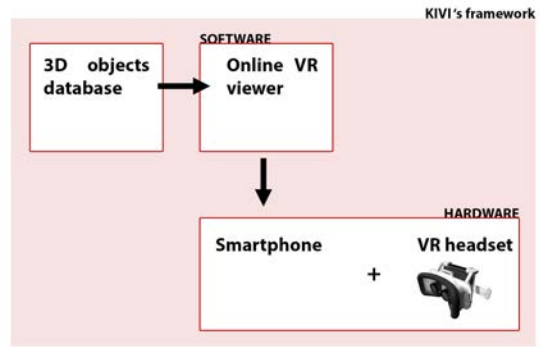 KIVI's framework
SOFTWARE
3D objects
database
Online VR
viewer
HARDWARE
Smartphone
+
VR headset